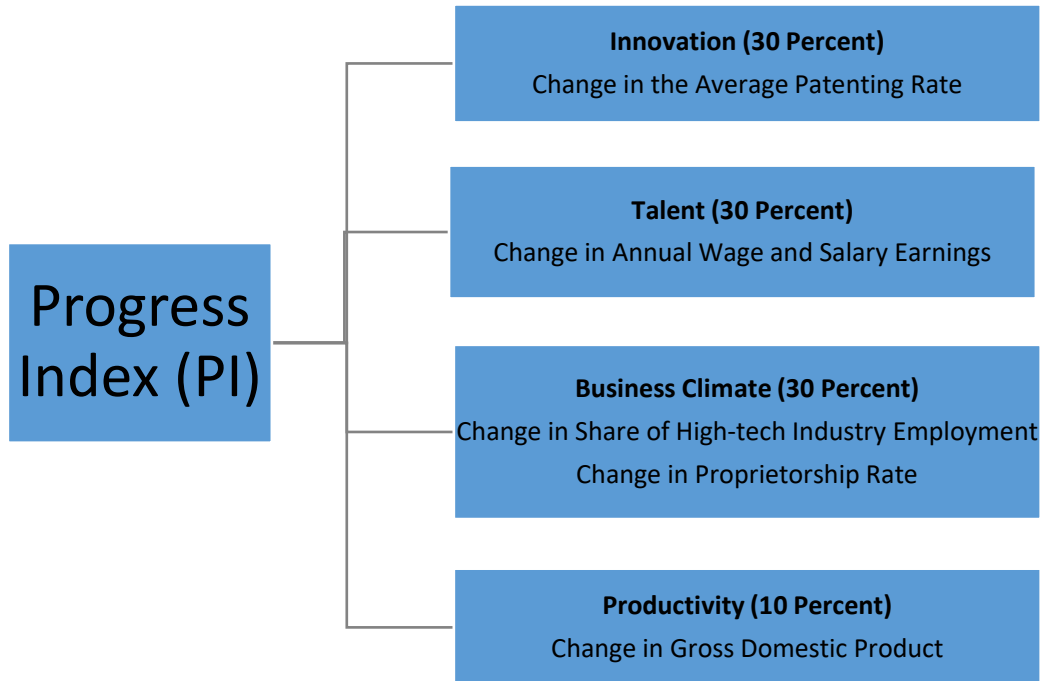 Progress
Index (PI)
Innovation (30 Percent)
Change in the Average Patenting Rate
Talent (30 Percent)
Change in Annual Wage and Salary Earnings
Business Climate (30 Percent)
Change in Share of High-tech Industry Employment
Change in Proprietorship Rate
Productivity (10 Percent)
Change in Gross Domestic Product